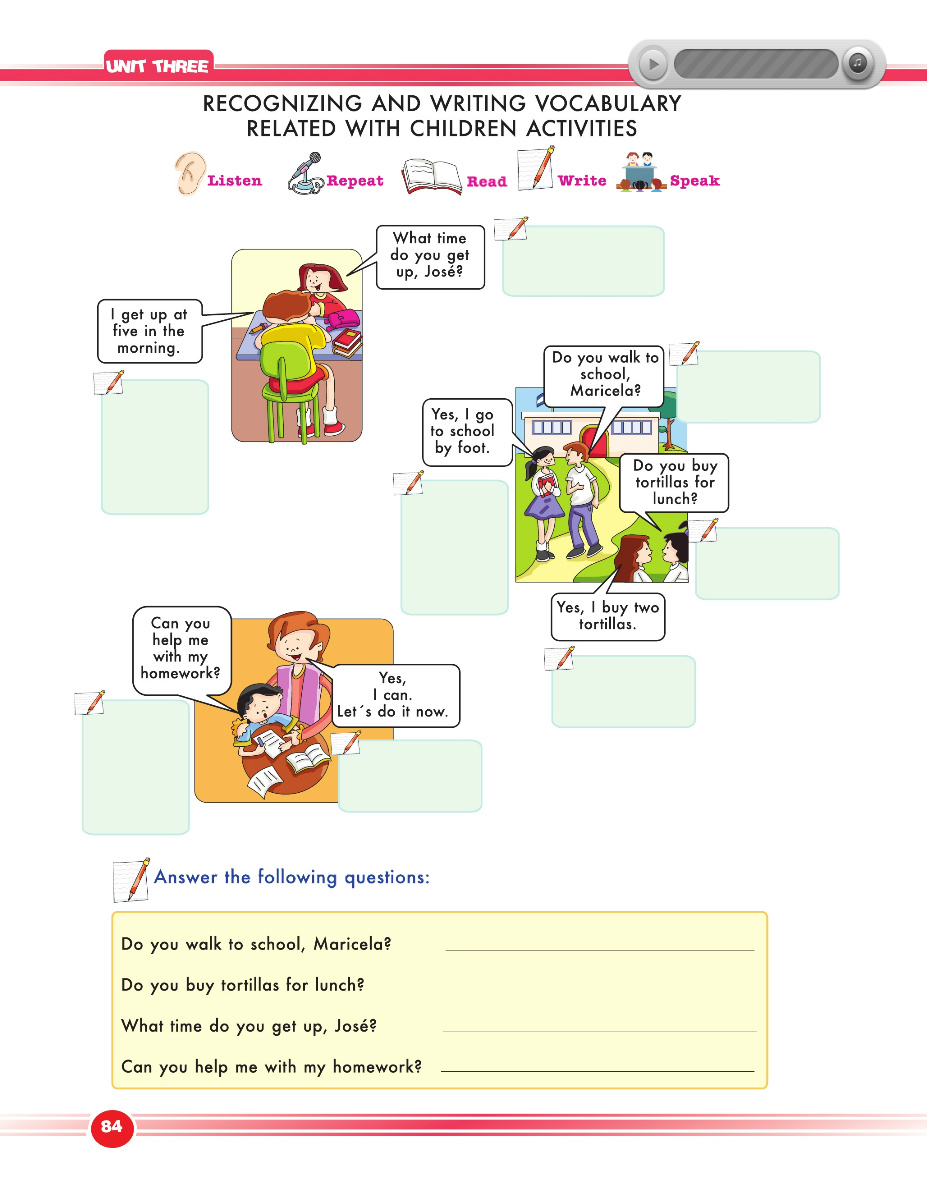 UNIT THREE
RECOGNIZING AND WRITING VOCABULARY
RELATED WITH CHILDREN ACTIVITIES
Listen
Repeat
Read
Write
Speak
What time
do you get
up, José?
I get up at
five in the
morning.
Do you walk to
school,
Maricela?
Yes, I go
to school
by foot.
Do you buy
tortillas for
lunch?
Yes, I buy two
tortillas.
Can you
help me
with my
homework?
Yes,
I can.
Let´s do it now.
Answer the following questions:
Do you walk to school, Maricela?
Do you buy tortillas for lunch?
What time do you get up, José?
Can you help me with my homework?
84